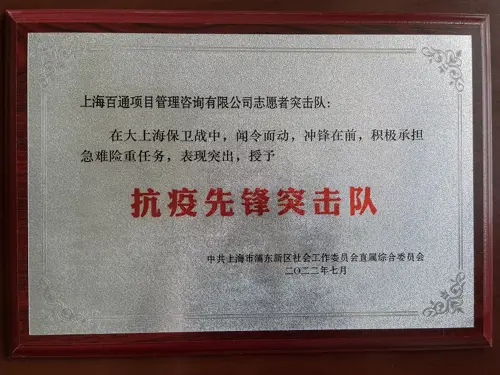 上海百通项目管理咨询有限公司志愿者突击队：
在大上海保卫战中，闻令而动，冲锋在前，积极承担
急难险重任务，表现突出，授予
抗疫先锋突击队
中共上海市浦东新区社会工作委员会直属综合委员会
二〇二二年七月